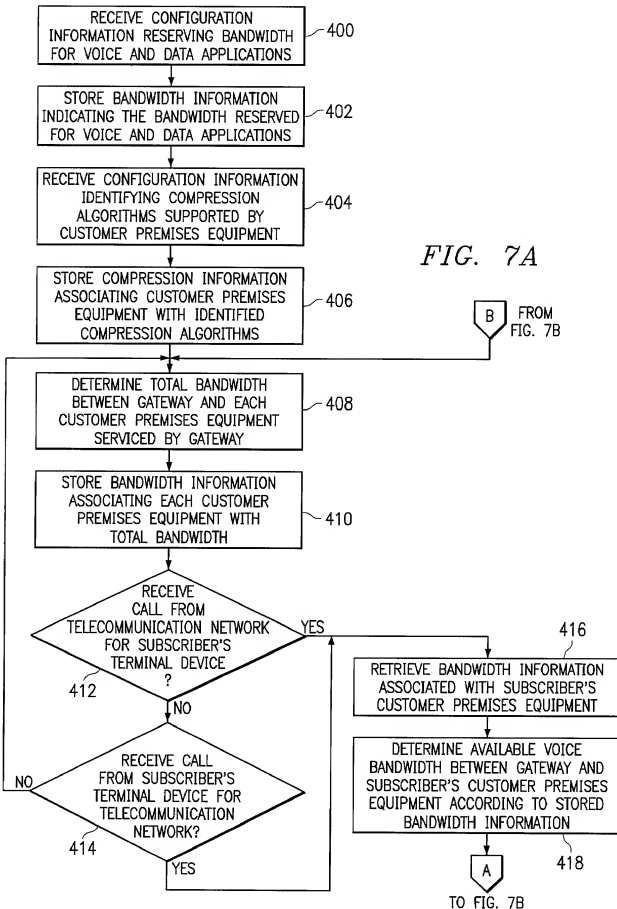 RECEIVE CONFIGURATION
INFORMATION RESERVING BANDWIDTH
FOR VOICE AND DATA APPLICATIONS
400
STORE BANDWIDTH INFORMATION
INDICATING THE BANDWIDTH RESERVED
FOR VOICE AND DATA APPLICATIONS
402
RECEIVE CONFIGURATION INFORMATION
IDENTIFYING COMPRESSION
ALGORITHMS SUPPORTED BY
CUSTOMER PREMISES EQUIPMENT
404
FIG. 7A
STORE COMPRESSION INFORMATION
ASSOCIATING CUSTOMER PREMISES
EQUIPMENT WITH IDENTIFIED
COMPRESSION ALGORITHMS
406
B
FROM
FIG. 7B
DETERMINE TOTAL BANDWIDTH
BETWEEN GATEWAY AND EACH
CUSTOMER PREMISES EQUIPMENT
SERVICED BY GATEWAY
408
STORE BANDWIDTH INFORMATION
ASSOCIATING EACH CUSTOMER
PREMISES EQUIPMENT WITH
TOTAL BANDWIDTH
410
RECEIVE
CALL FROM
TELECOMMUNICATION NETWORK
FOR SUBSCRIBER'S
TERMINAL DEVICE
?
412
YES
NO
RECEIVE CALL
FROM SUBSCRIBER'S
TERMINAL DEVICE FOR
TELECOMMUNICATION
NETWORK?
414
NO
YES
416
RETRIEVE BANDWIDTH INFORMATION
ASSOCIATED WITH SUBSCRIBER'S
CUSTOMER PREMISES EQUIPMENT
DETERMINE AVAILABLE VOICE
BANDWIDTH BETWEEN GATEWAY AND
SUBSCRIBER'S CUSTOMER PREMISES
EQUIPMENT ACCORDING TO STORED
BANDWIDTH INFORMATION
418
A
TO FIG. 7B